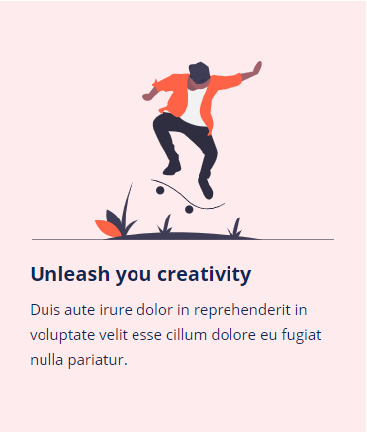 Unleash you creativity
Duis aute irure dolor in reprehenderit in
voluptate velit esse cillum dolore eu fugiat
nulla pariatur.